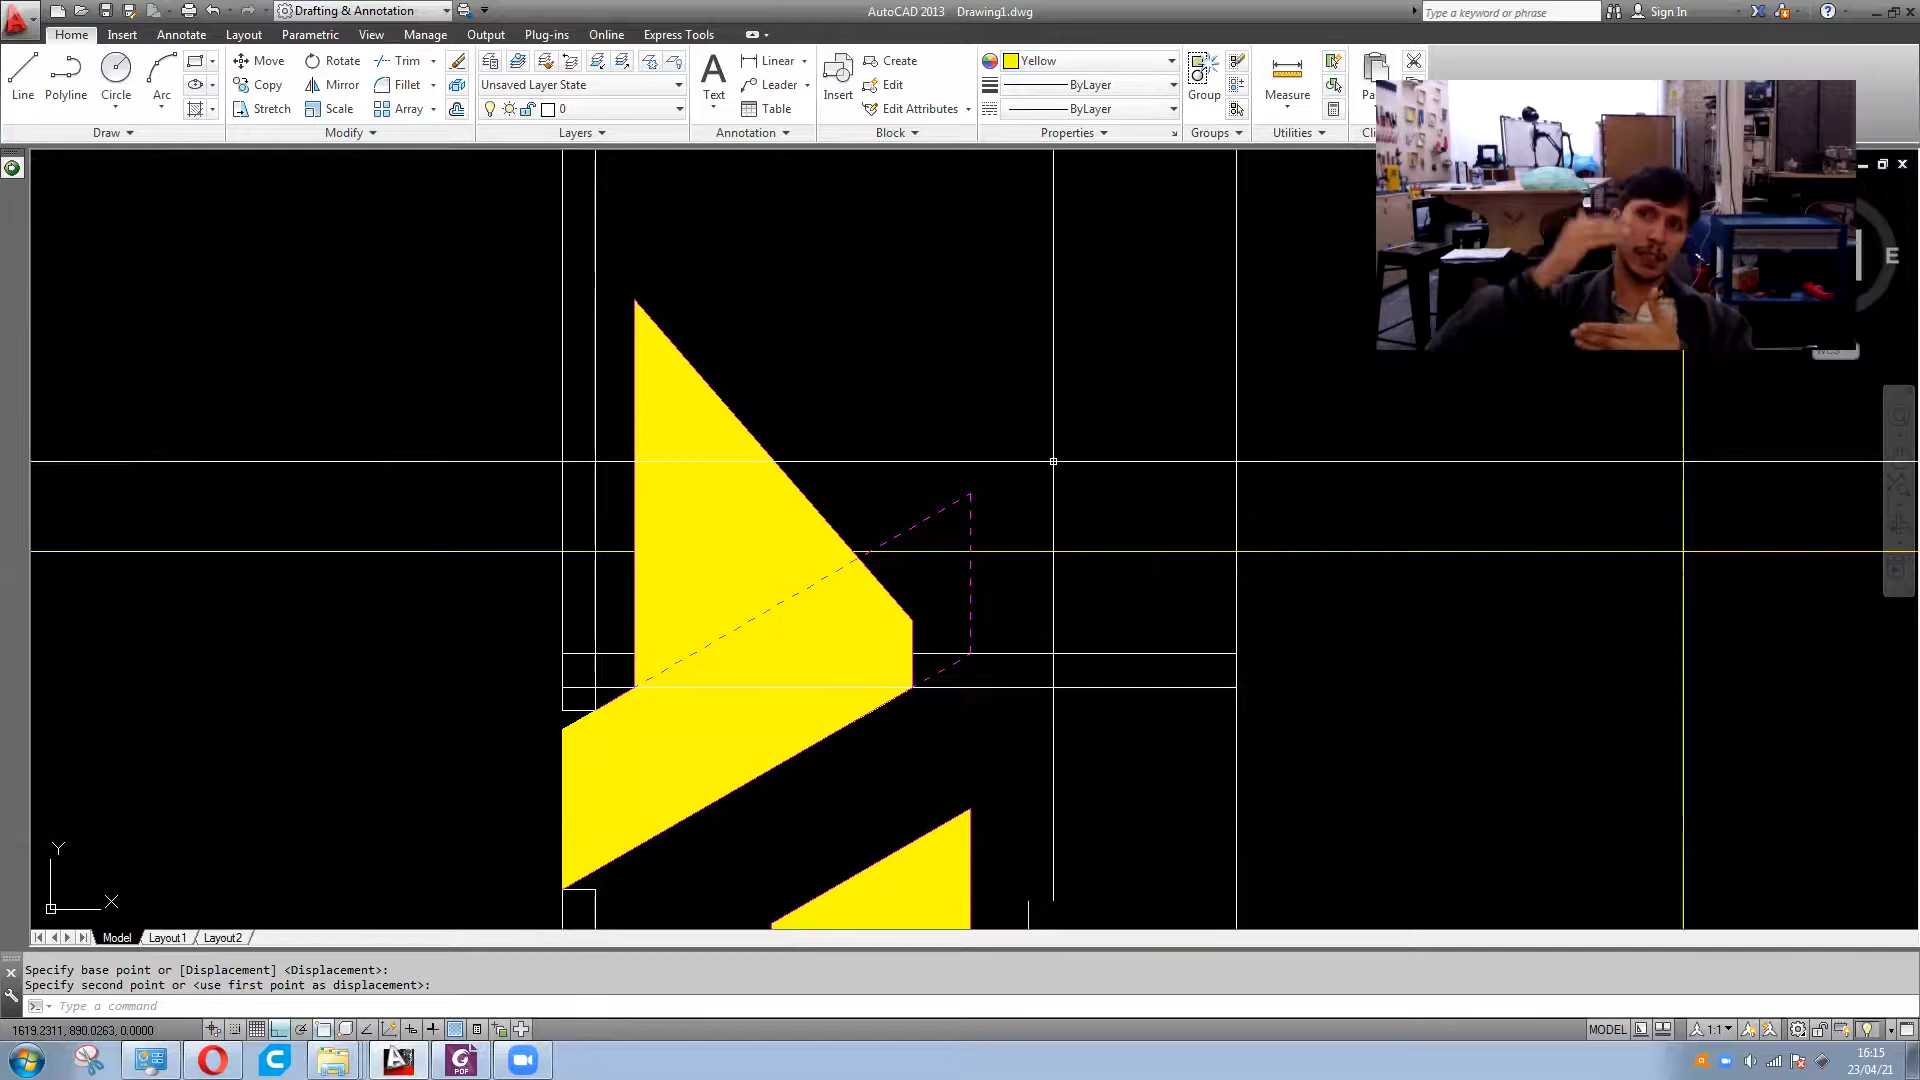 Drafting & Annotation
AutoCAD 2013 Drawing1.dwg
Type a keyword or phrase
Sign In
Home Insert Annotate Layout Parametric View Manage Output Plug-ins Online Express Tools
Line Polyline Circle Arc
Move Rotate Trim
Copy Mirror Fillet
Stretch Scale Array
Unsaved Layer State
0
Text
Linear
Leader
Table
Insert
Create
Edit
Edit Attributes
Yellow
ByLayer
ByLayer
Group
Measure
Draw Modify Layers Annotation Block Properties Groups Utilities
E
Y
X
Model Layout1 Layout2
Specify base point or [Displacement] <Displacement>:
Specify second point or <use first point as displacement>:
Type a command
1619.2311, 890.0263, 0.0000
MODEL
1:1
PDF
16:15
23/04/21